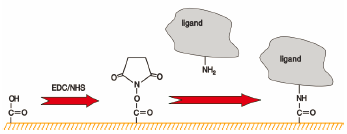 ligand
ligand
EDC/NHS
NH2
OH
C=O
O=
=O
N
O
C=O
NH
C=O